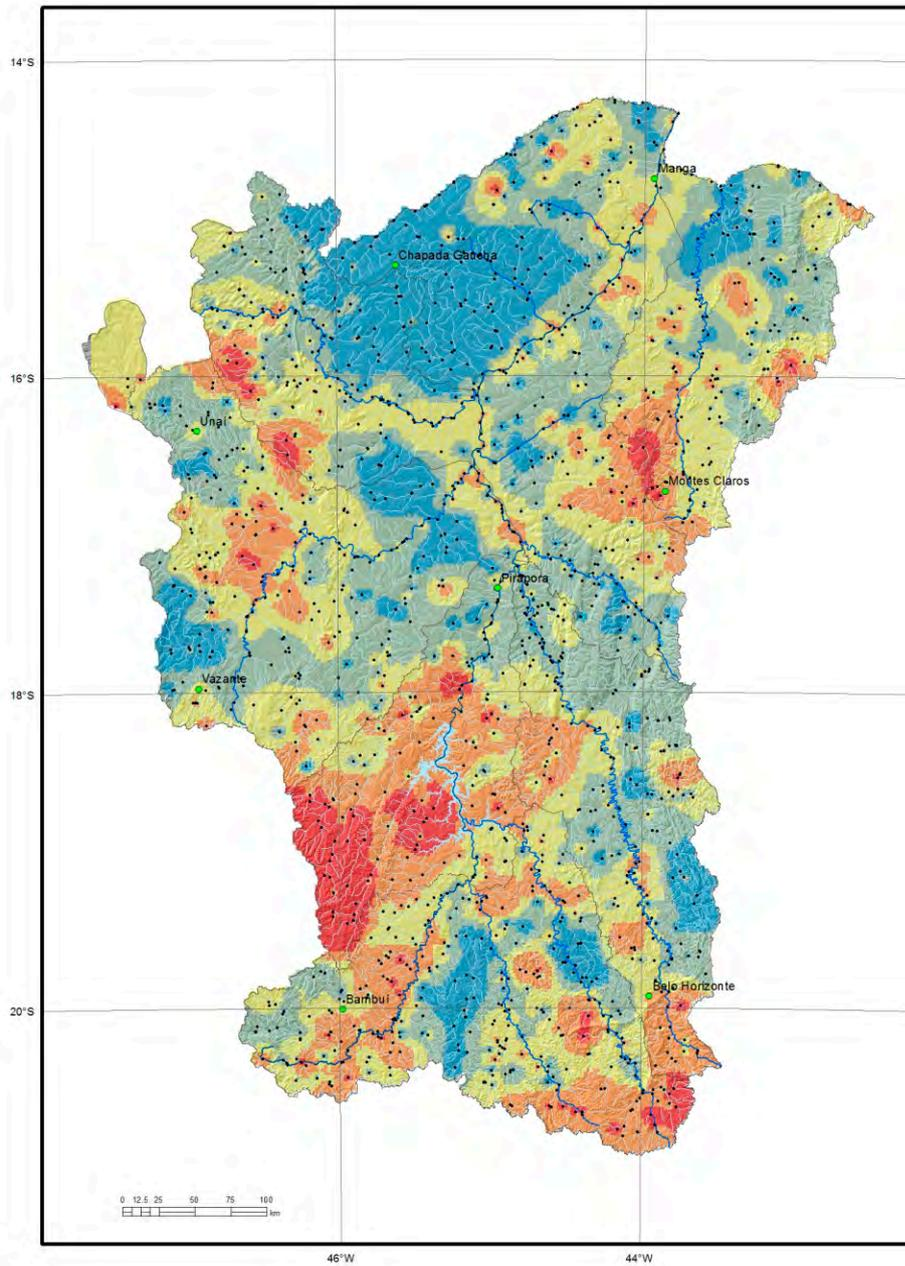 14°S
Manga
Chapada Gaúcha
16°S
Unaí
Montes Claros
Pirapora
Vazante
18°S
Belo Horizonte
Bambuí
20°S
0 12.5 25 50 75 100
km
46°W 44°W